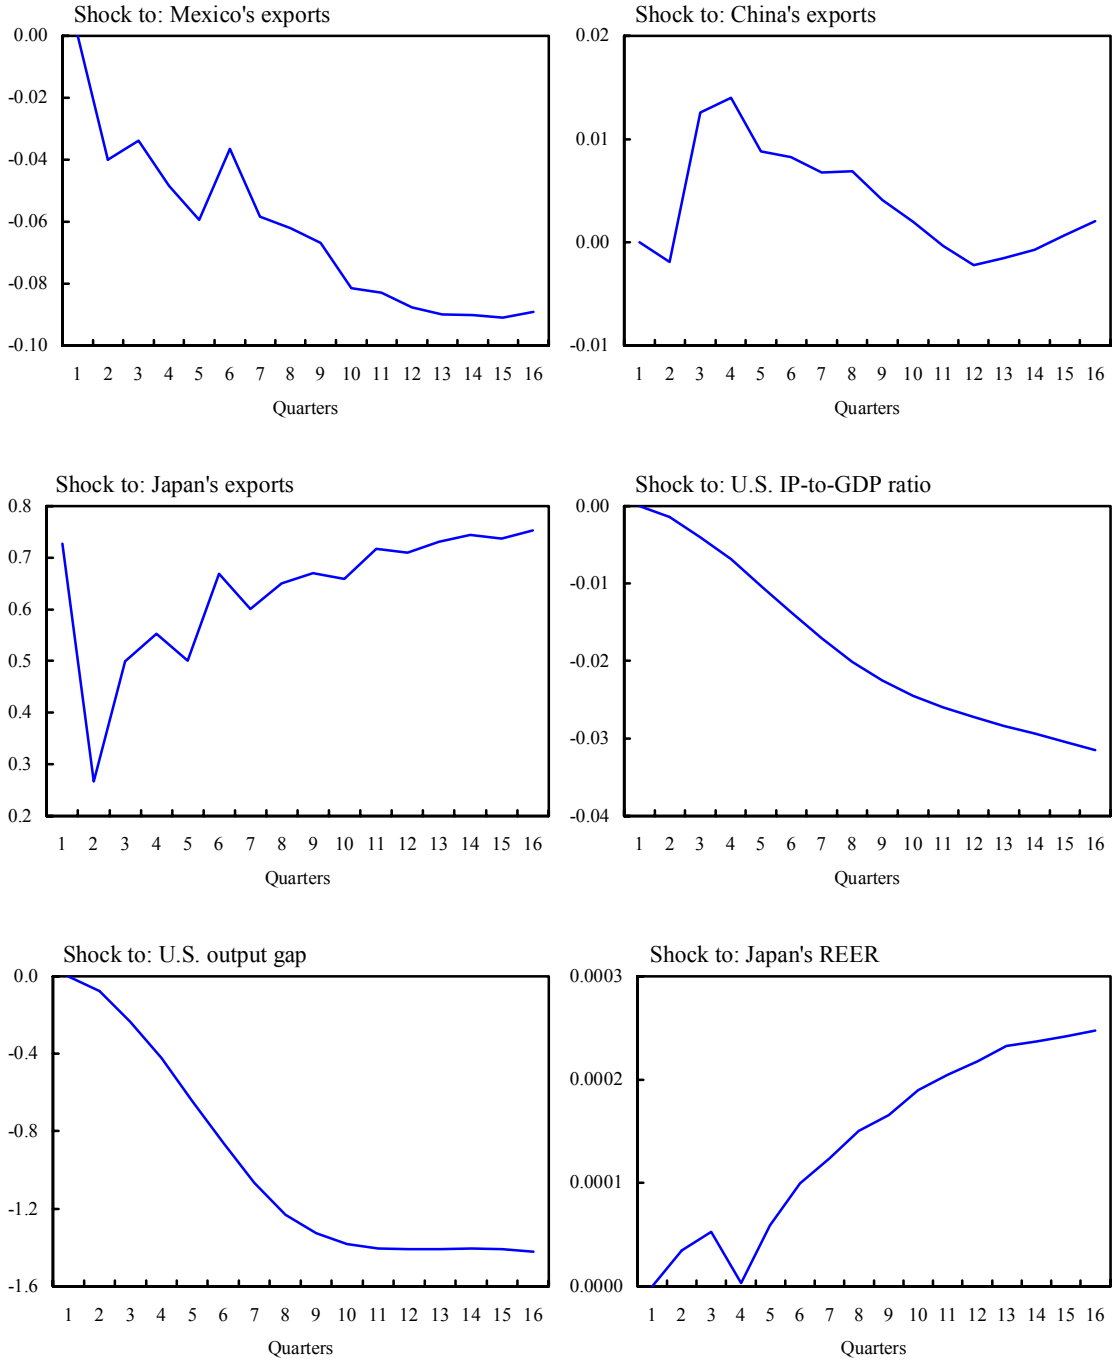 Shock to: Mexico's exports
0.00
-0.02
-0.04
-0.06
-0.08
-0.10
1 2 3 4 5 6 7 8 9 10 11 12 13 14 15 16
Quarters
Shock to: China's exports
0.02
0.01
0.00
-0.01
1 2 3 4 5 6 7 8 9 10 11 12 13 14 15 16
Quarters
Shock to: Japan's exports
0.8
0.7
0.6
0.5
0.4
0.3
0.2
1 2 3 4 5 6 7 8 9 10 11 12 13 14 15 16
Quarters
Shock to: U.S. IP-to-GDP ratio
0.00
-0.01
-0.02
-0.03
-0.04
1 2 3 4 5 6 7 8 9 10 11 12 13 14 15 16
Quarters
Shock to: U.S. output gap
0.0
-0.4
-0.8
-1.2
-1.6
1 2 3 4 5 6 7 8 9 10 11 12 13 14 15 16
Quarters
Shock to: Japan's REER
0.0003
0.0002
0.0001
0.0000
1 2 3 4 5 6 7 8 9 10 11 12 13 14 15 16
Quarters